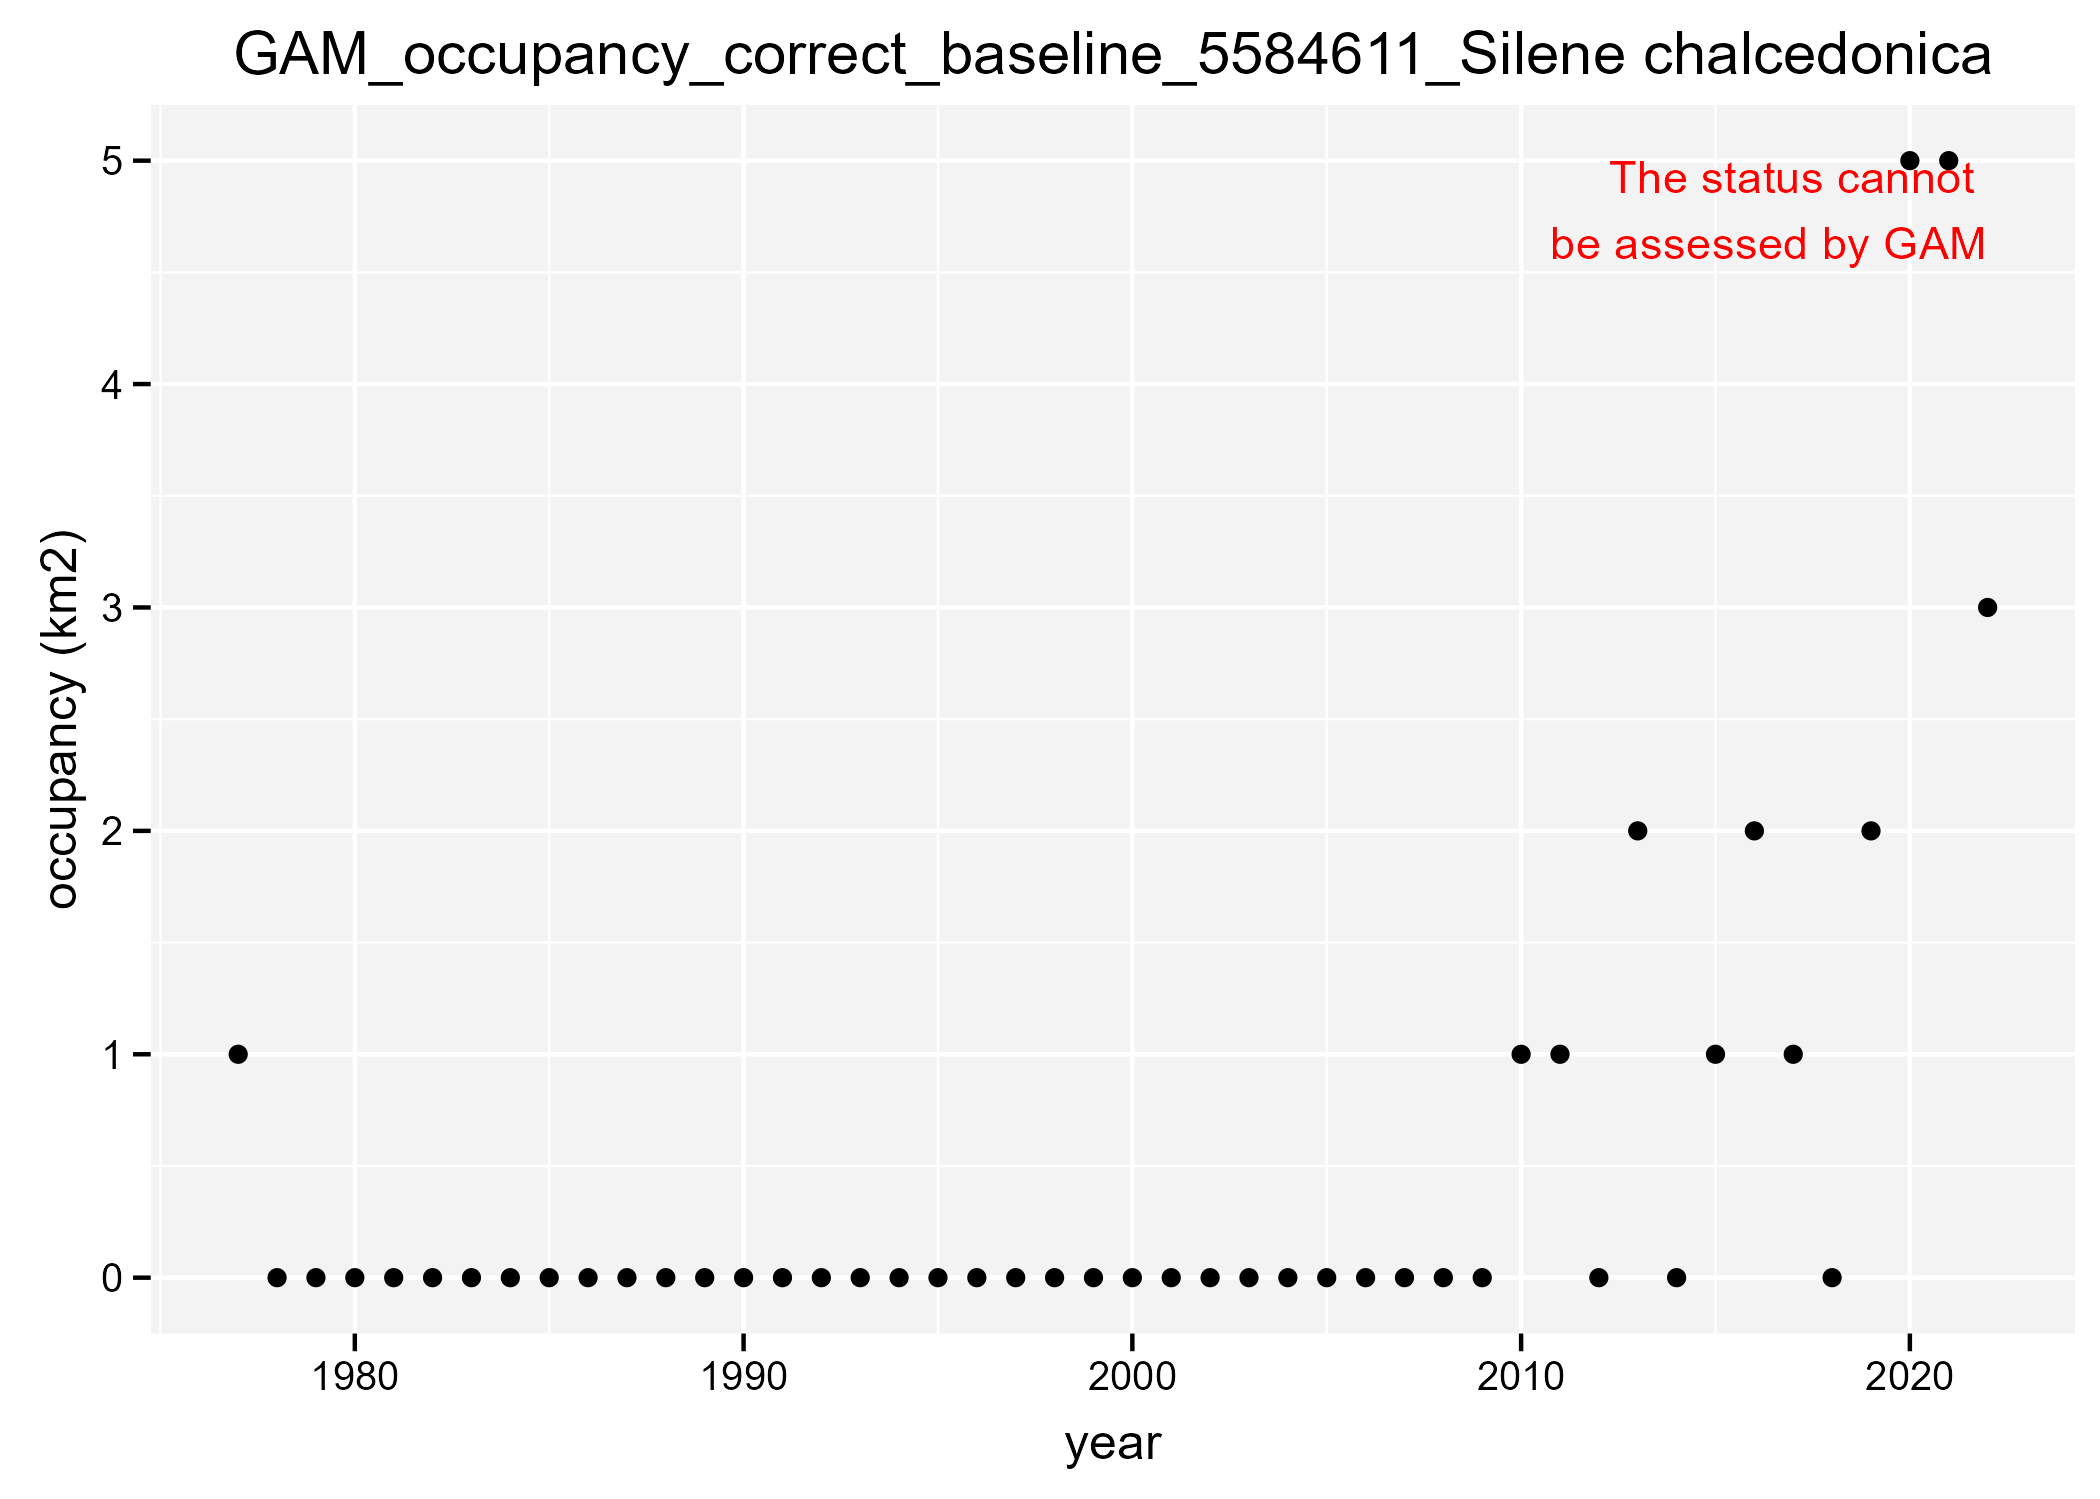 GAM_occupancy_correct_baseline_5584611_Silene chalcedonica
The status cannot
be assessed by GAM
occupancy (km2)
5
4
3
2
1
0
1980 1990 2000 2010 2020
year